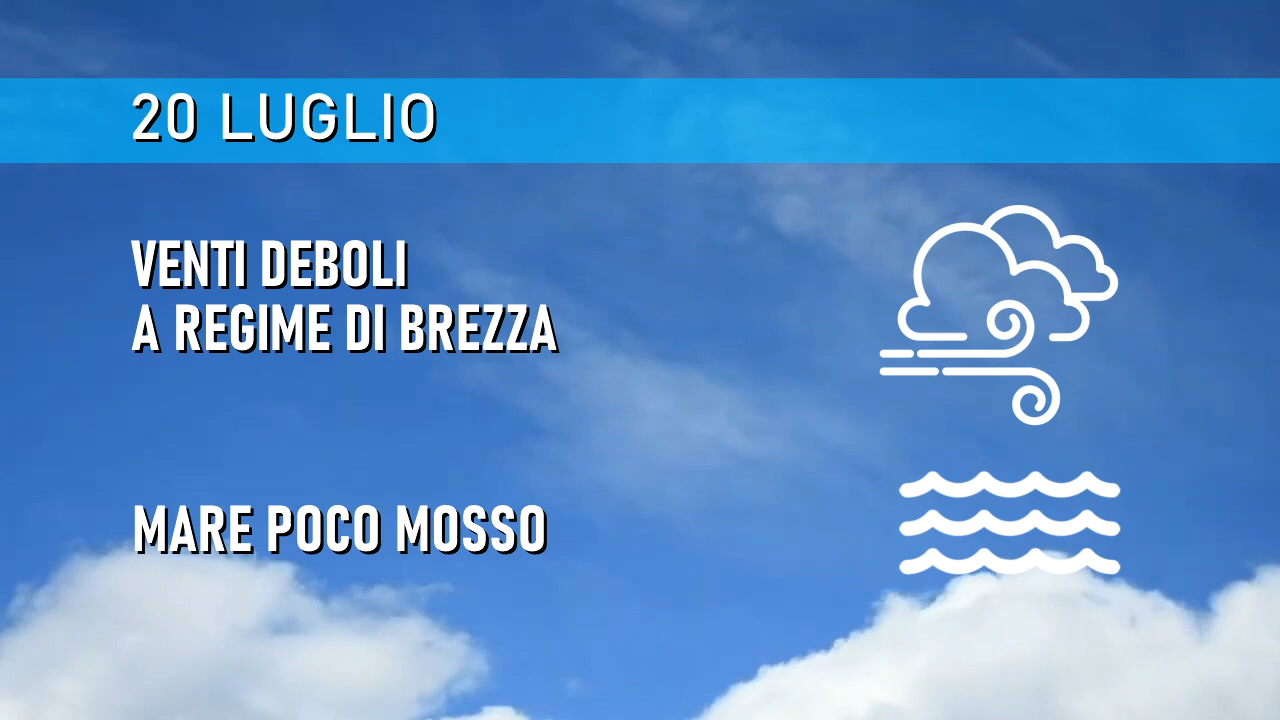 20 LUGLIO
VENTI DEBOLI
A REGIME DI BREZZA
MARE POCO MOSSO